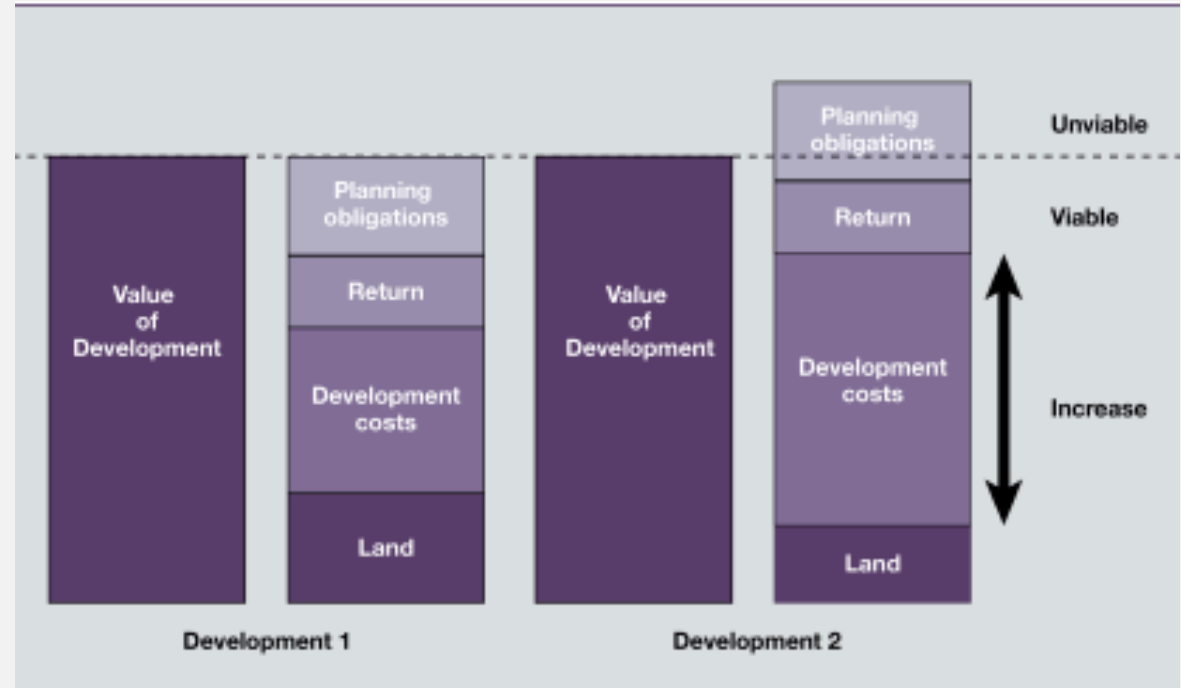 Value
of
Development
Planning
obligations
Return
Development
costs
Land
Development 1
Value
of
Development
Planning
obligations
Return
Development
costs
Land
Development 2
Unviable
Viable
Increase